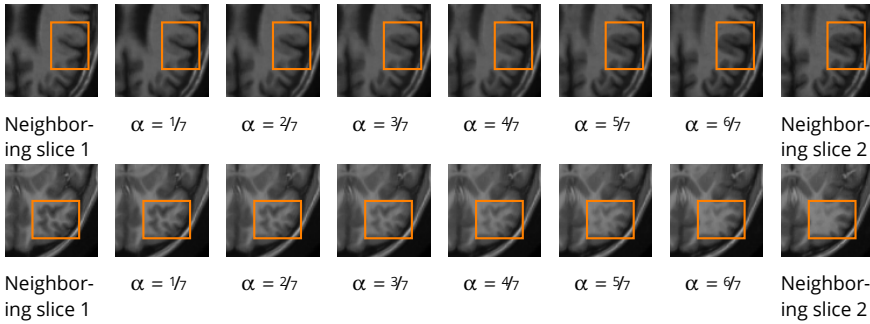 Neighbor- α = 1/7 α = 2/7 α = 3/7 α = 4/7 α = 5/7 α = 6/7 Neighbor-
ing slice 1 ing slice 2
Neighbor- α = 1/7 α = 2/7 α = 3/7 α = 4/7 α = 5/7 α = 6/7 Neighbor-
ing slice 1 ing slice 2